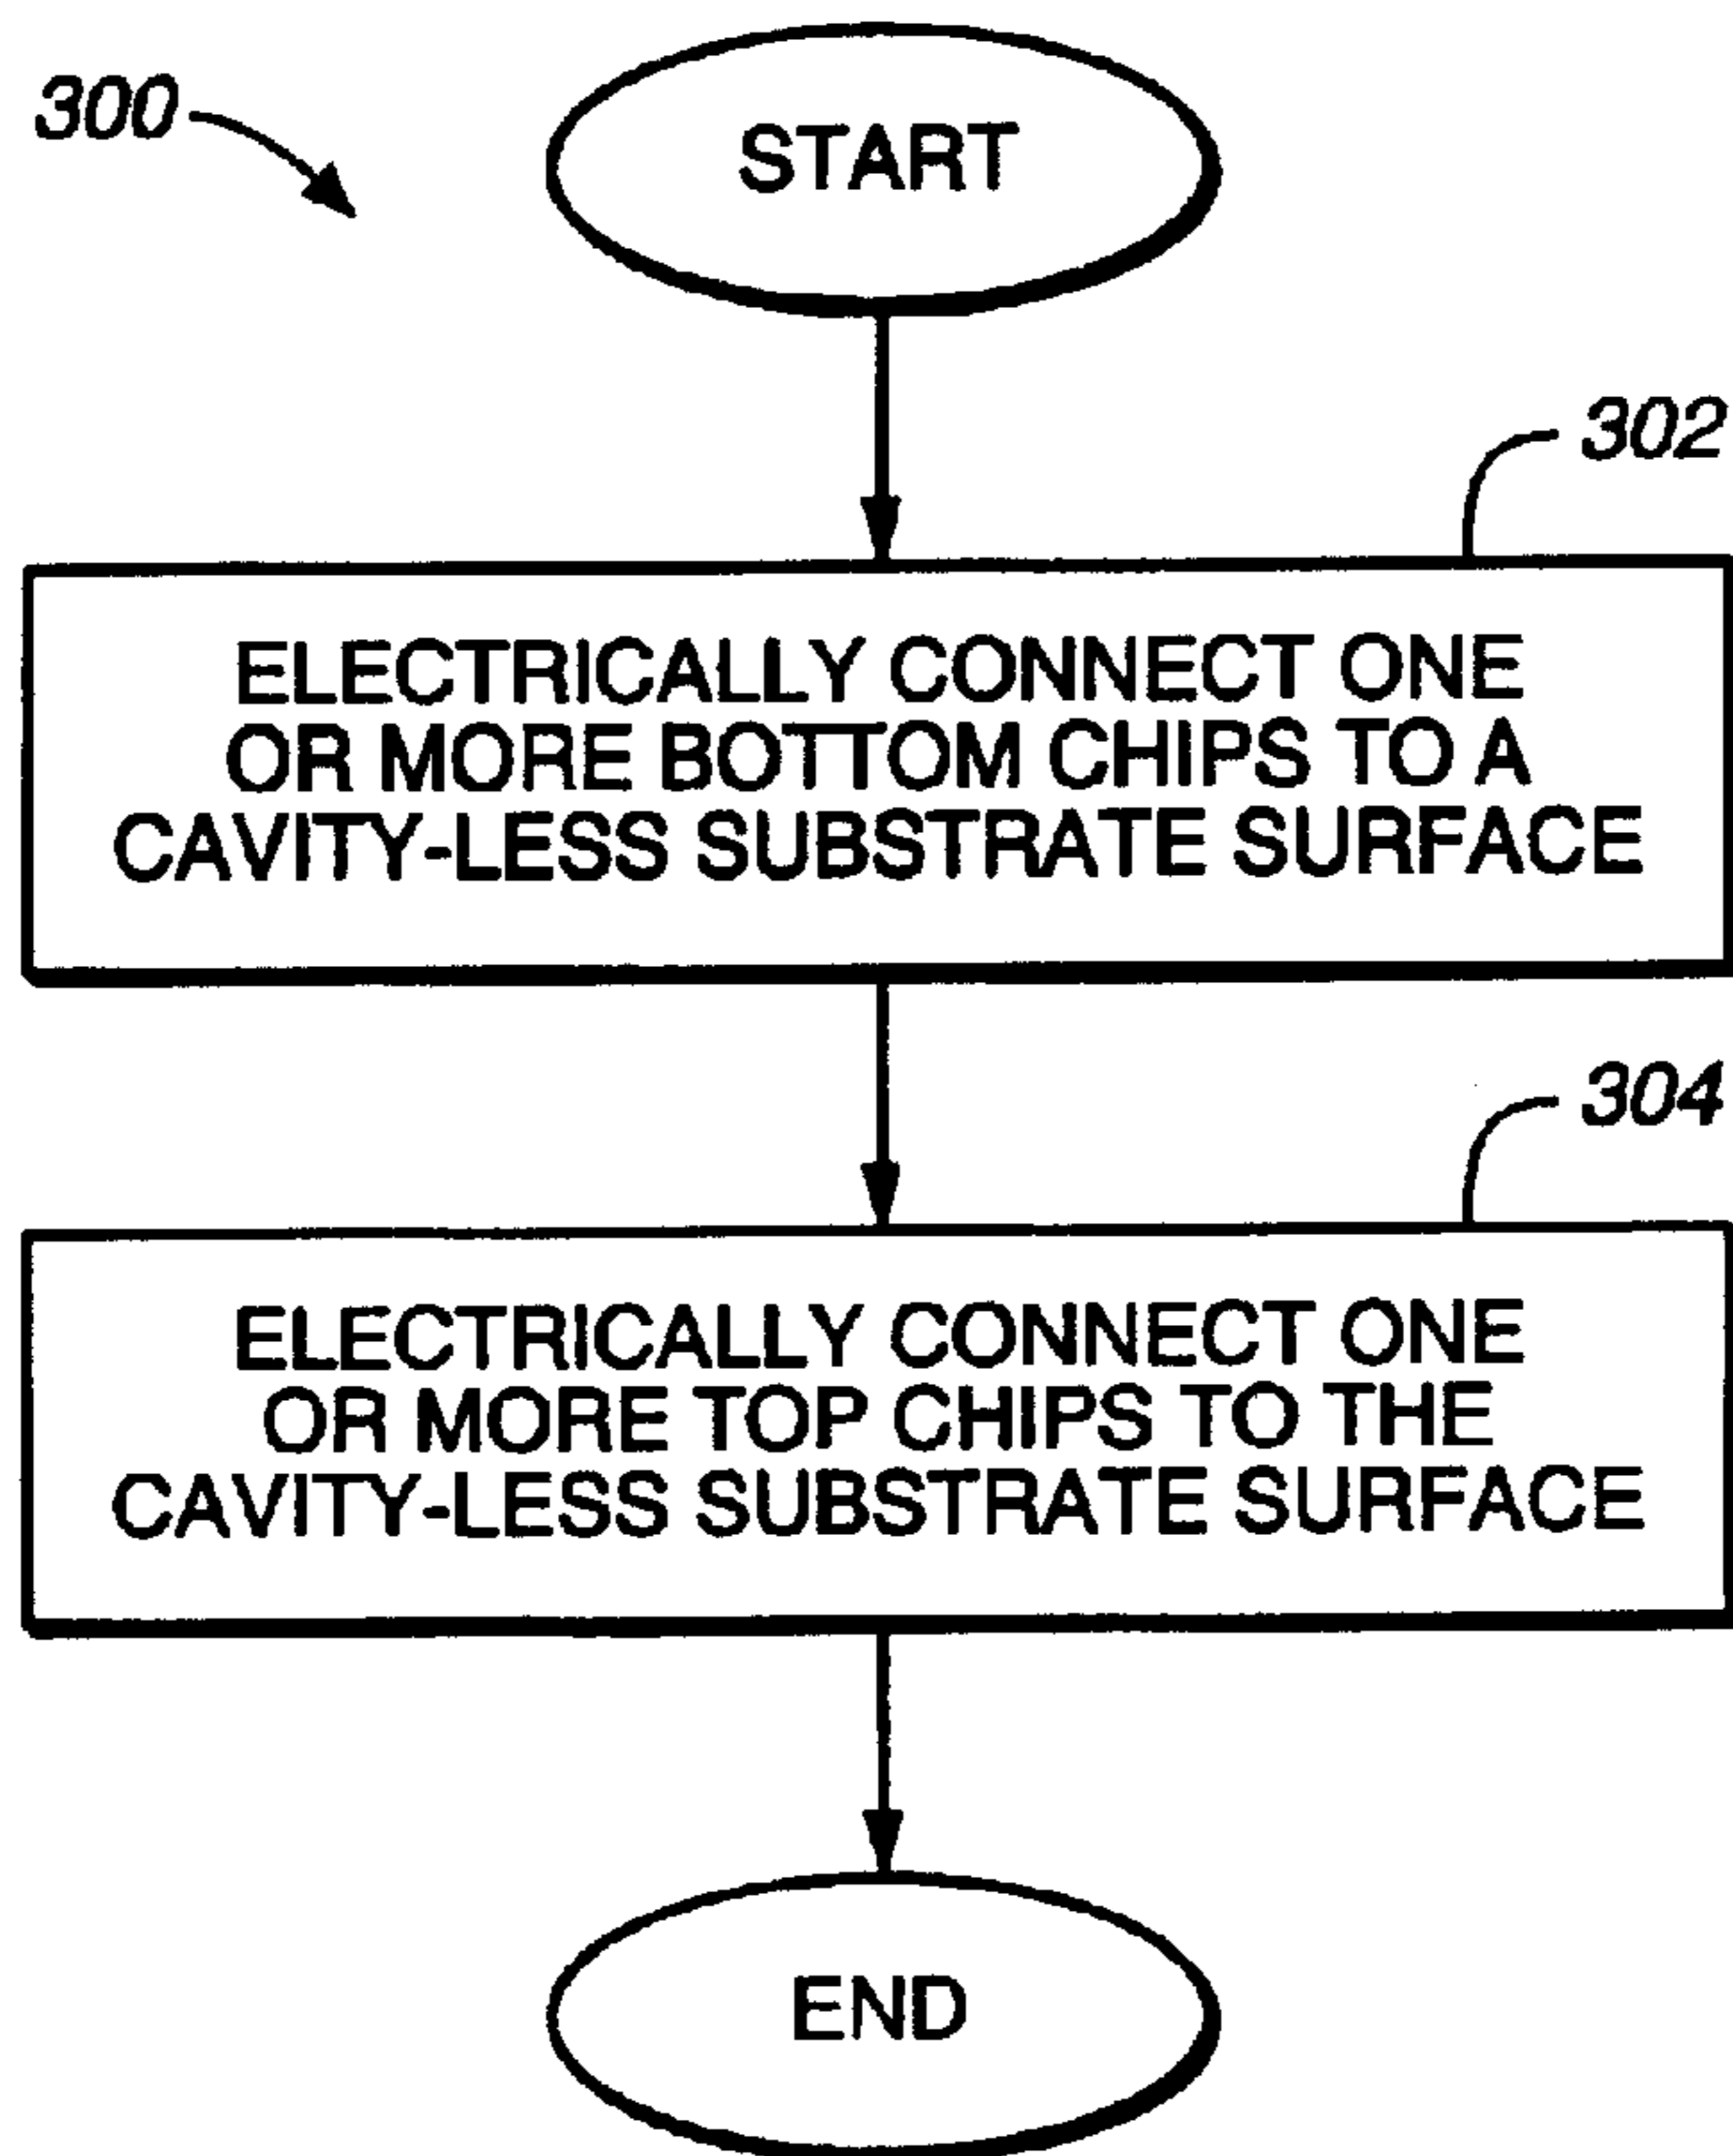 300
START
302
ELECTRICALLY CONNECT ONE
OR MORE BOTTOM CHIPS TO A
CAVITY-LESS SUBSTRATE SURFACE
304
ELECTRICALLY CONNECT ONE
OR MORE TOP CHIPS TO THE
CAVITY-LESS SUBSTRATE SURFACE
END